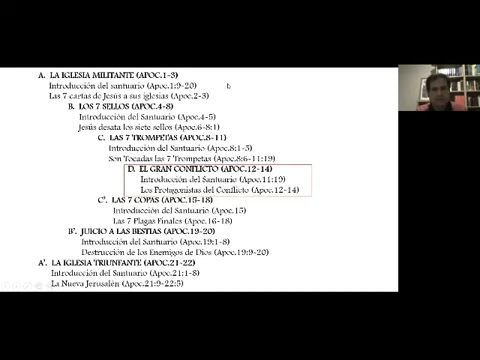 A. LA IGLESIA MILITANTE (APOC.1-3)
Introducción del santuario (Apoc.1:9-20)
Las 7 cartas de Jesús a sus iglesias (Apoc.2-3)
B. LOS 7 SELLOS (APOC.4-8)
Introducción del Santuario (Apoc.4-5)
Jesús desata los siete sellos (Apoc.6-8:1)
C. LAS 7 TROMPETAS (APOC.8-11)
Introducción del Santuario (Apoc.8:1-5)
Son Tocadas las 7 Trompetas (Apoc.8:6-11:19)
D. EL GRAN CONFLICTO (APOC.12-14)
Introducción del Santuario (Apoc.11:19)
Los Protagonistas del Conflicto (Apoc.12-14)
C'. LAS 7 COPAS (APOC.15-18)
Introducción del Santuario (Apoc.15)
Las 7 Plagas Finales (Apoc.16-18)
B'. JUICIO A LAS BESTIAS (APOC.19-20)
Introducción del Santuario (Apoc.19:1-8)
Destrucción de los Enemigos de Dios (Apoc.19:9-20)
A'. LA IGLESIA TRIUNFANTE (APOC.21-22)
Introducción del Santuario (Apoc.21:1-8)
La Nueva Jerusalén (Apoc.21:9-22:5)